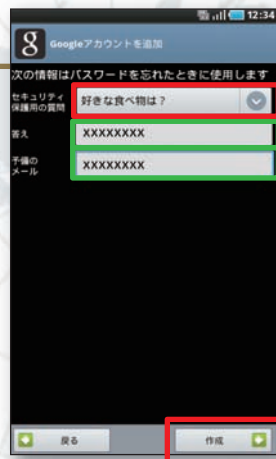 12:34
g Googleアカウントを追加
次の情報はパスワードを忘れたときに使用します
セキュリティ
保護用の質問
好きな食べ物は？
答え
XXXXXXXX
予備の
メール
XXXXXXXX
戻る
作成